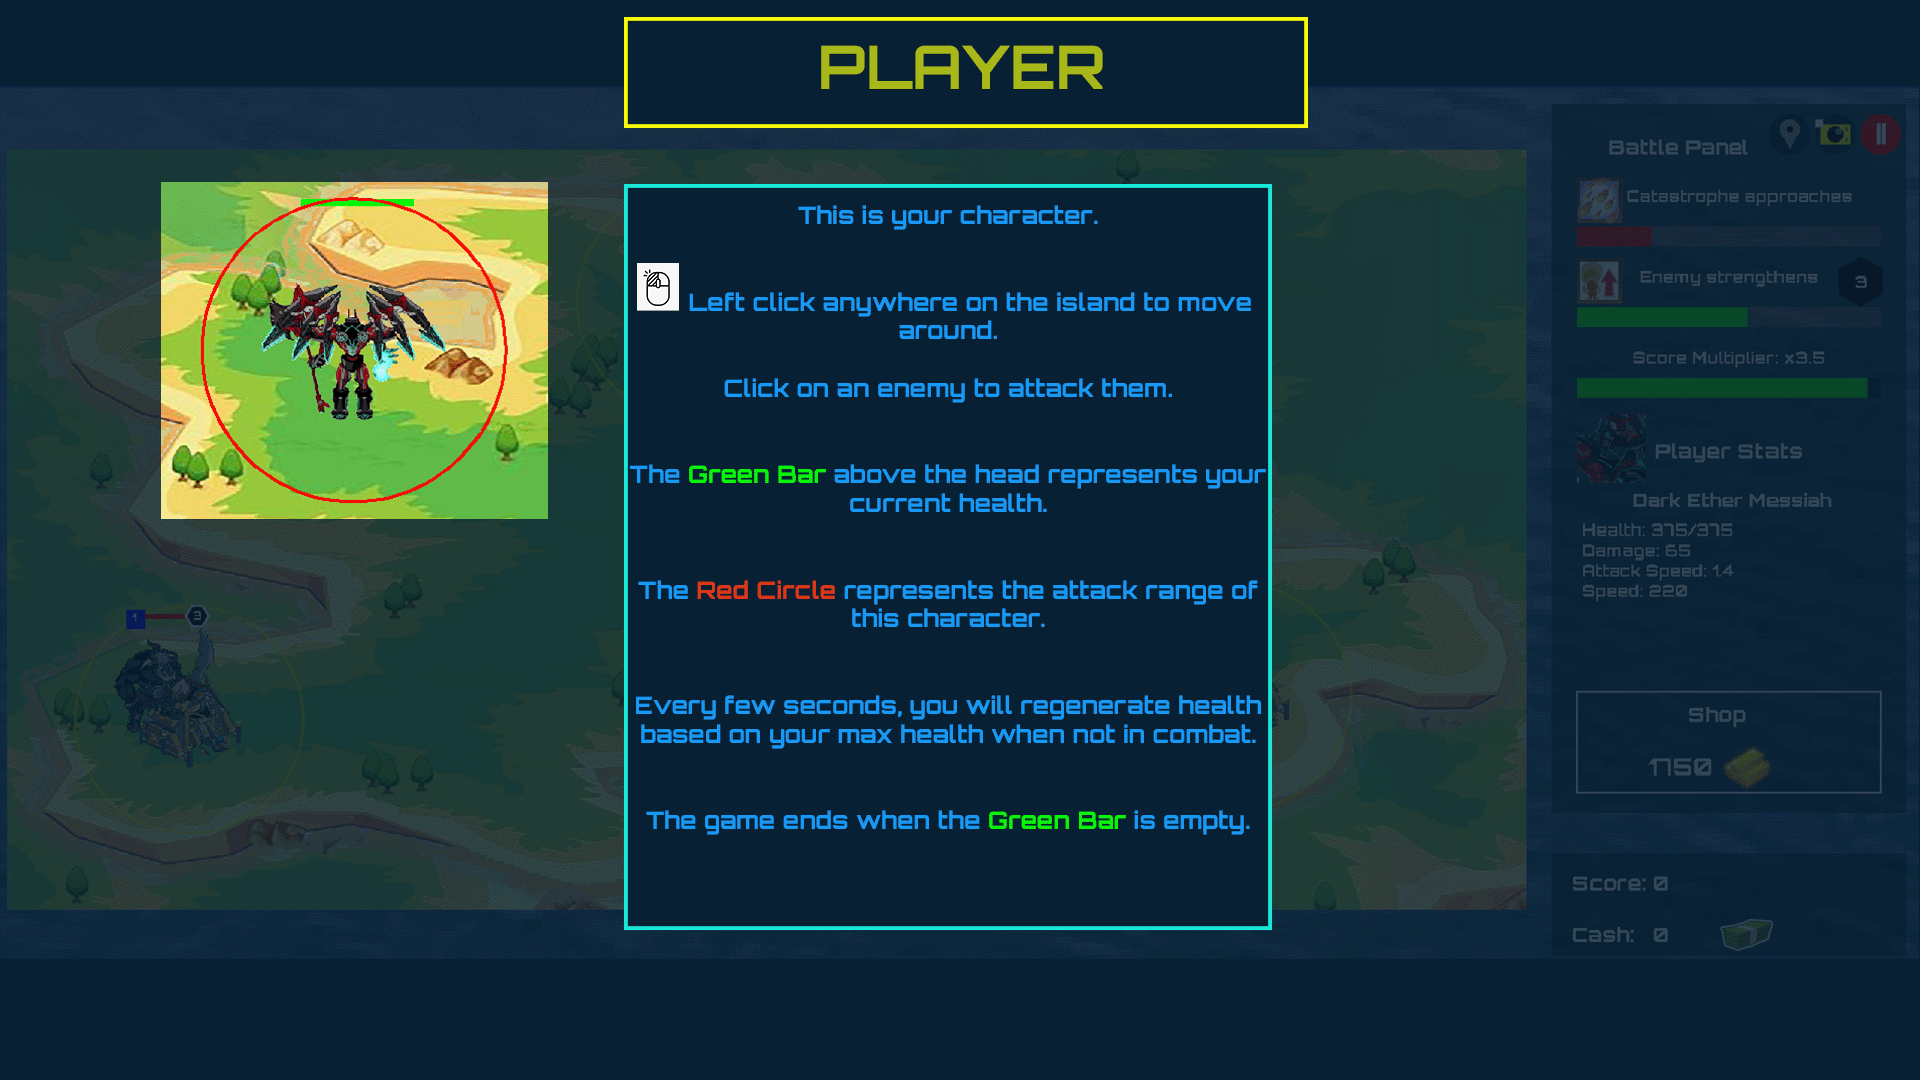 PLAYER
This is your character.
Left click anywhere on the island to move
around.
Click on an enemy to attack them.
The Green Bar above the head represents your
current health.
The Red Circle represents the attack range of
this character.
Every few seconds, you will regenerate health
based on your max health when not in combat.
The game ends when the Green Bar is empty.
1
3
Battle Panel
Catastrophe approaches
Enemy strengthens
3
Score Multiplier: x3.5
Player Stats
Dark Ether Messiah
Health: 375/375
Damage: 65
Attack Speed: 1.4
Speed: 220
Shop
1750
Score: 0
Cash: 0